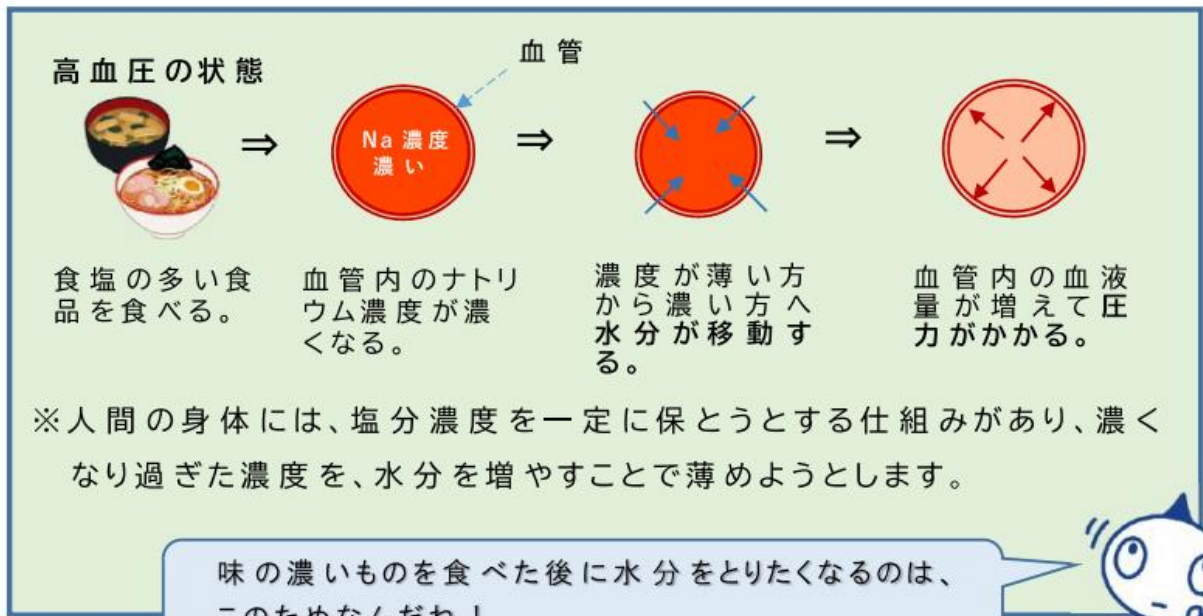 血管
高血圧の状態
⇒
Na濃度
濃い
⇒
⇒
食塩の多い食
品を食べる。
血管内のナトリ
ウム濃度が濃
くなる。
濃度が薄い方
から濃い方へ
水分が移動す
る。
血管内の血液
量が増えて圧
力がかかる。
※人間の身体には、塩分濃度を一定に保とうとする仕組みがあり、濃く
なり過ぎた濃度を、水分を増やすことで薄めようとします。
味の濃いものを食べた後に水分をとりたくなるのは、
このためなんだね!